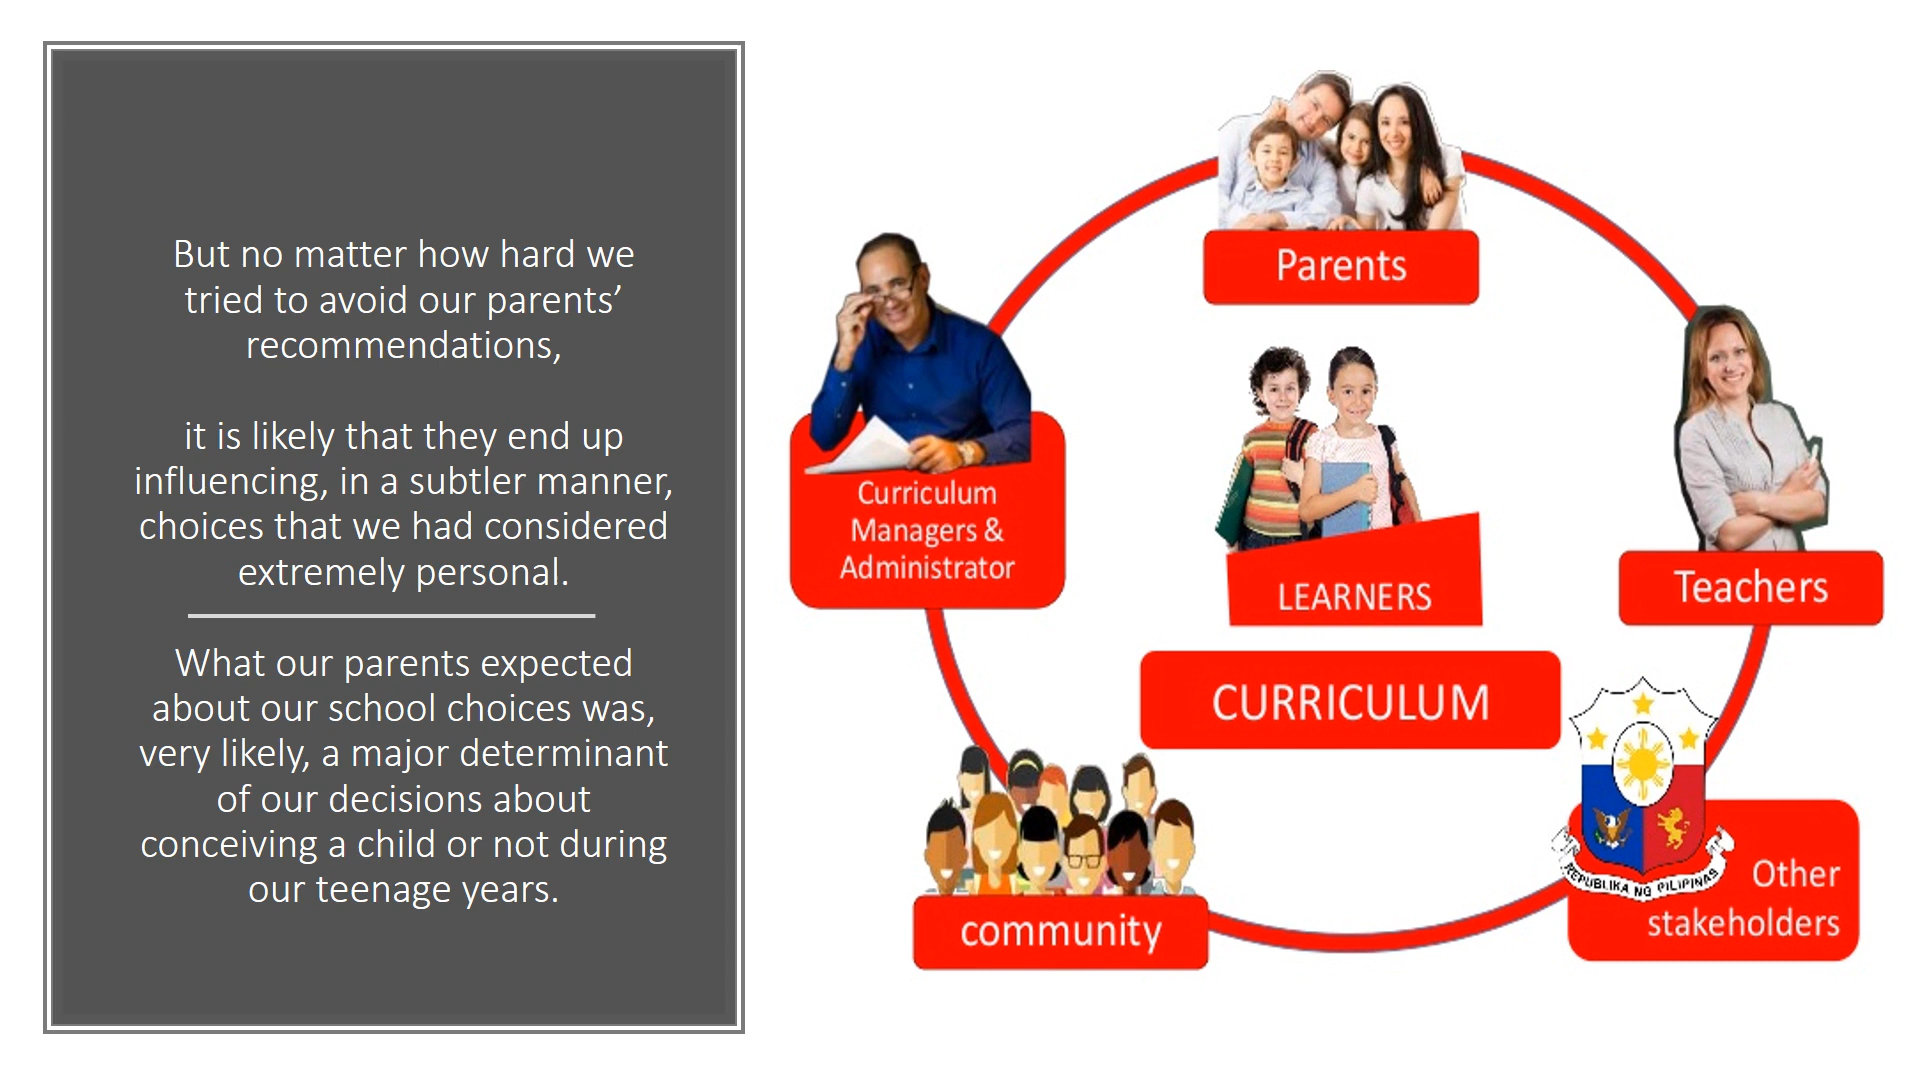 But no matter how hard we
tried to avoid our parents’
recommendations,
it is likely that they end up
influencing, in a subtler manner,
choices that we had considered
extremely personal.
What our parents expected
about our school choices was,
very likely, a major determinant
of our decisions about
conceiving a child or not during
our teenage years.
Parents
Curriculum
Managers &
Administrator
LEARNERS
Teachers
CURRICULUM
REPUBLIKA NG PILIPINAS
Other
stakeholders
community